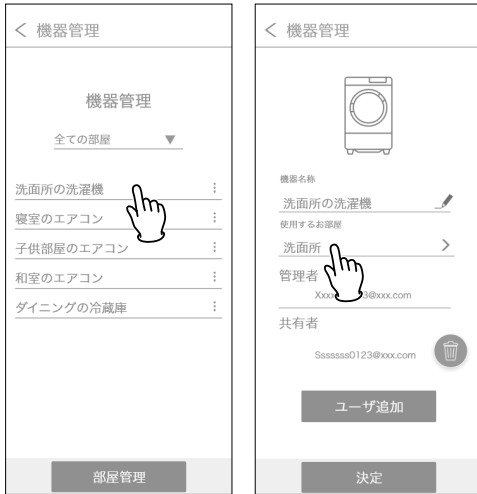 機器管理
機器管理
全ての部屋
洗面所の洗濯機
寝室のエアコン
子供部屋のエアコン
和室のエアコン
ダイニングの冷蔵庫
部屋管理
機器管理
機器名称
洗面所の洗濯機
使用するお部屋
洗面所
管理者
3@xxx.com
共有者
Sssssss0123@xxx.com
ユーザ追加
決定